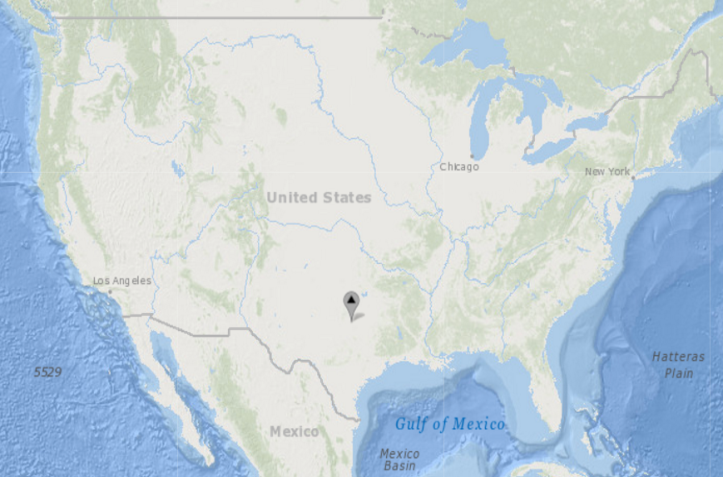 Chicago
New York
United States
Los Angeles
5529
Hatteras
Plain
Gulf of Mexico
Mexico
Mexico
Basin